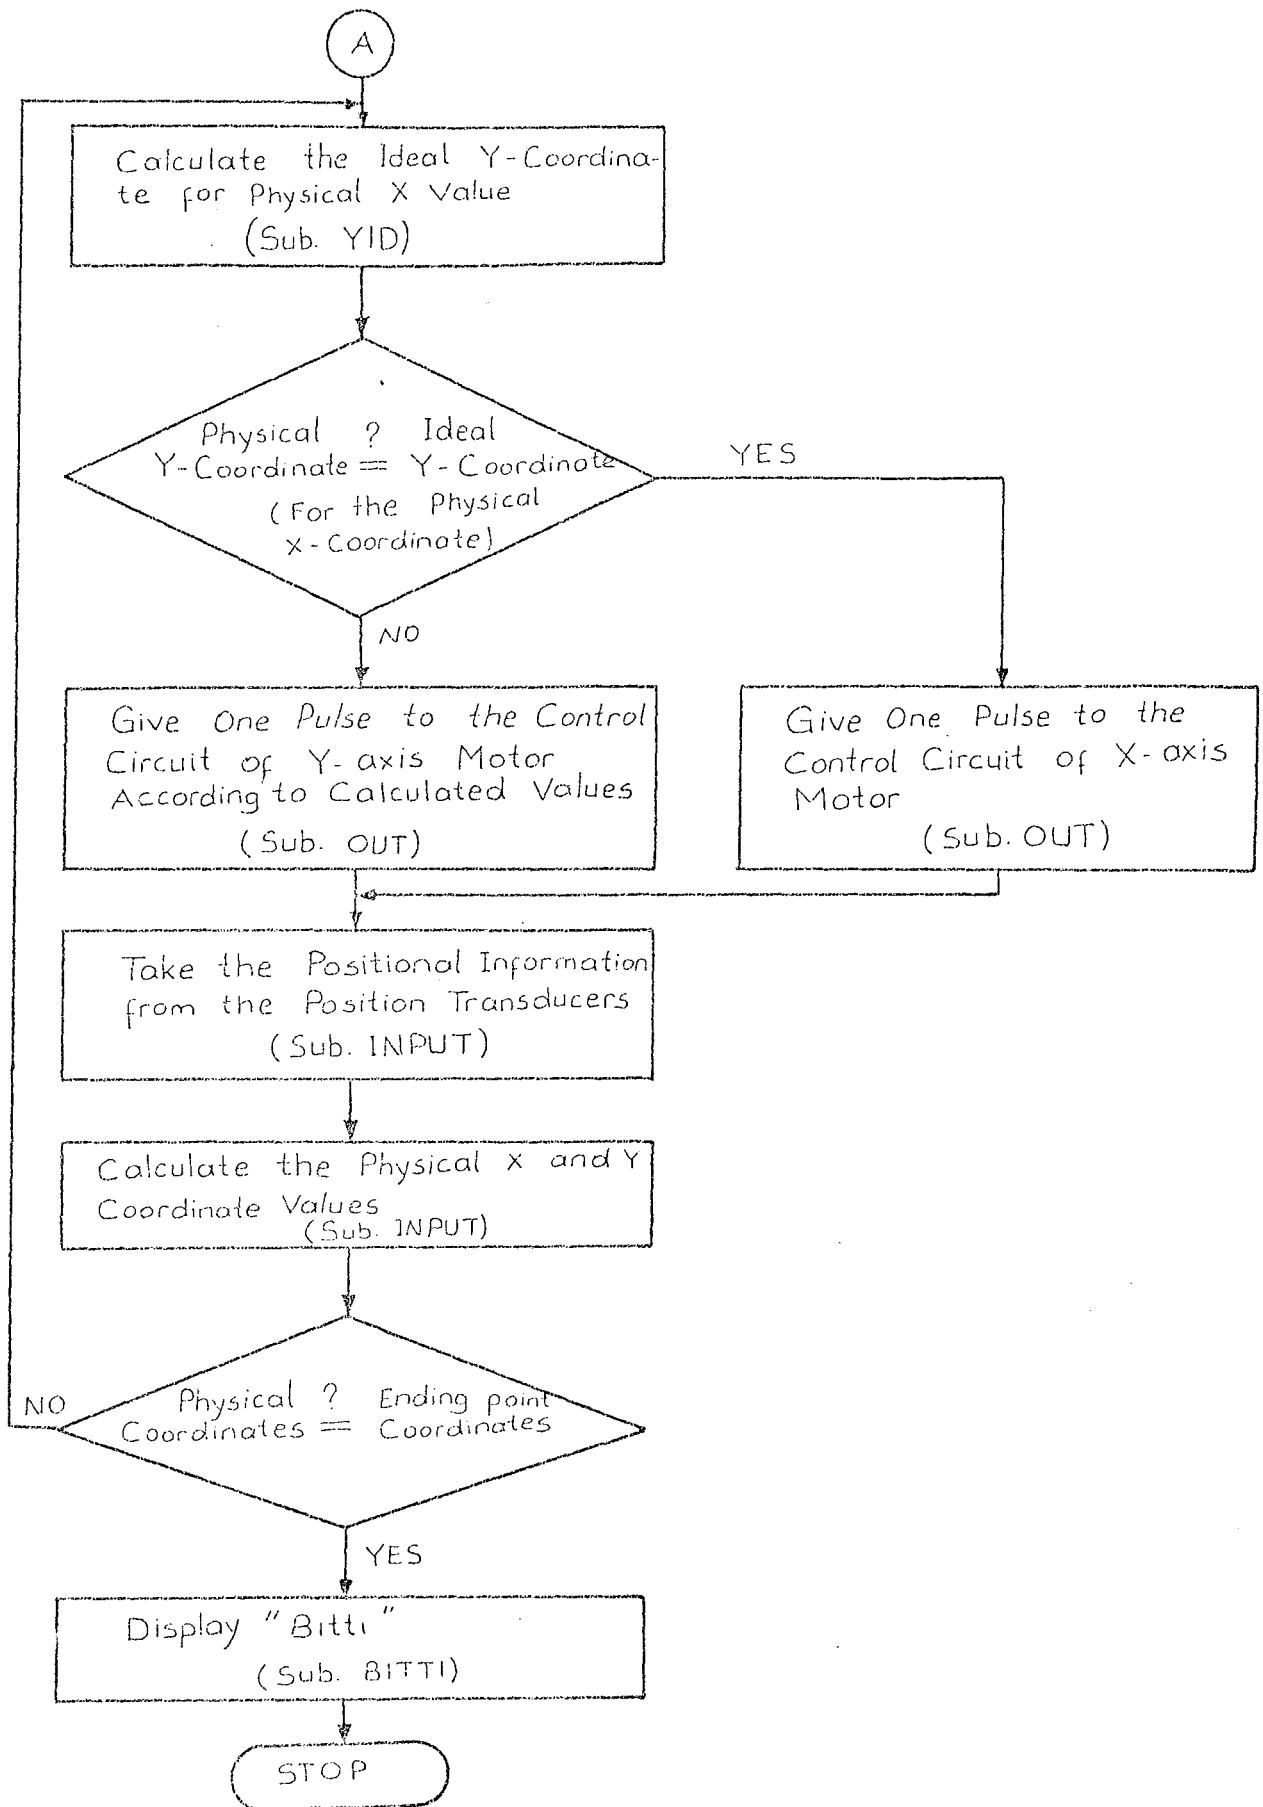 A
Calculate the Ideal Y-Coordina-
te for Physical X Value
(Sub. YID)
Physical ? Ideal
Y-Coordinate = Y-Coordinate
(For the Physical
X-Coordinate)
YES
NO
Give One Pulse to the Control
Circuit of Y-axis Motor
According to Calculated Values
(Sub. OUT)
Give One Pulse to the
Control Circuit of X-axis
Motor
(Sub. OUT)
Take the Positional Information
from the Position Transducers
(Sub. INPUT)
Calculate the Physical X and Y
Coordinate Values
(Sub. INPUT)
NO
Physical ? Ending point
Coordinates = Coordinates
YES
Display "Bitti"
(Sub. BITTI)
STOP